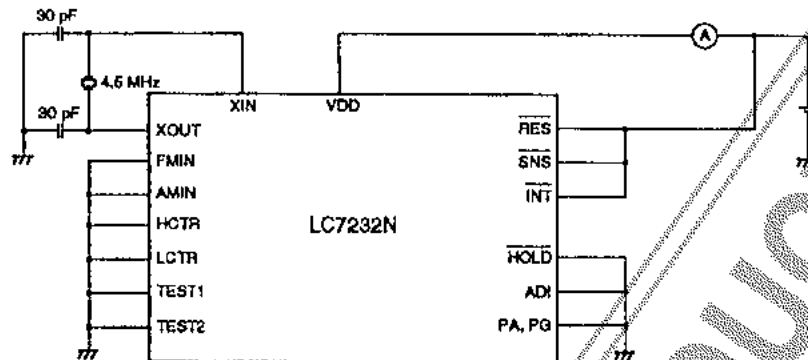 30 pF
A
4.5 MHz
30 pF
XIN
VDD
XOUT
FMIN
AMIN
HCTR
LCTR
TEST1
TEST2
LC7232N
RES
SNS
INT
HOLD
ADI
PA, PG